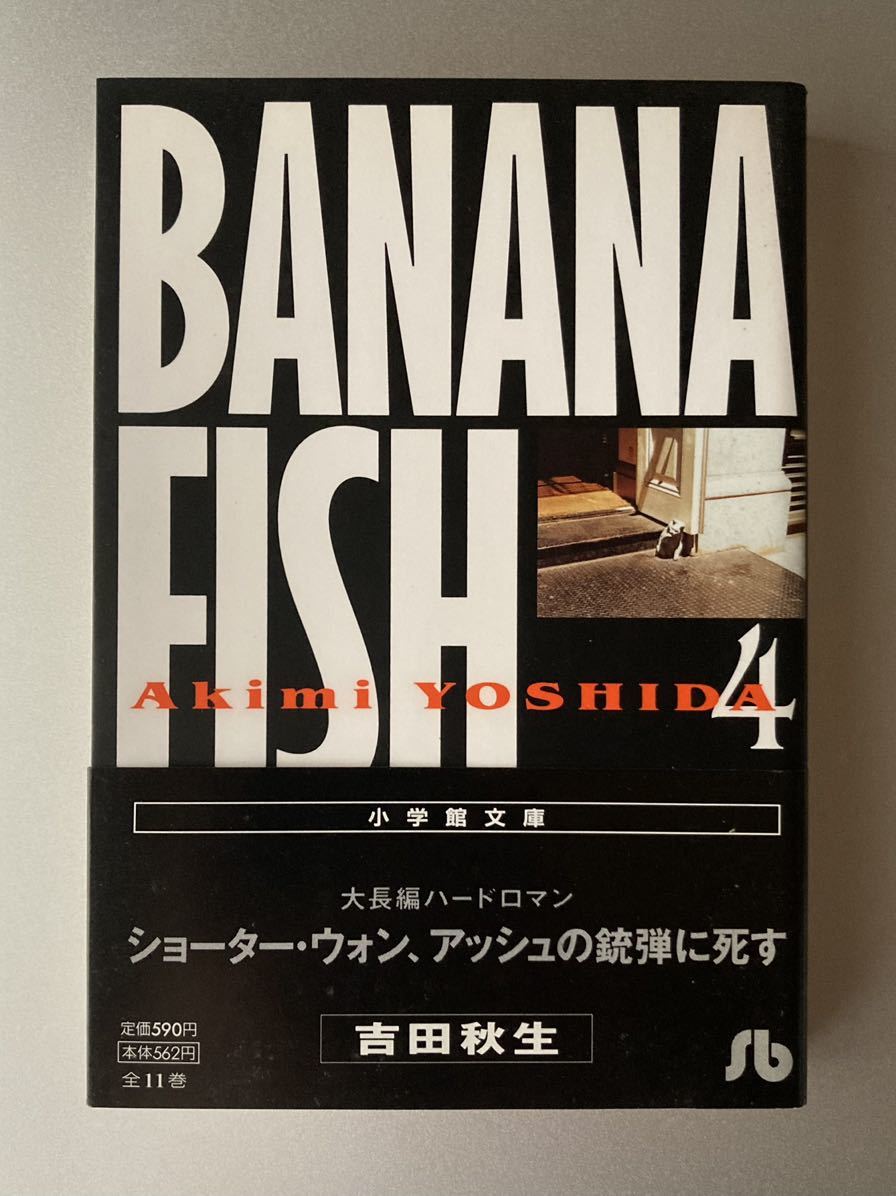 BANANA
FISH
Akimi YOSHIDA
4
小学館文庫
大長編ハードロマン
ショーター・ウォン、アッシュの銃弾に死す
定価590円
本体562円
全11巻
吉田秋生
Sb